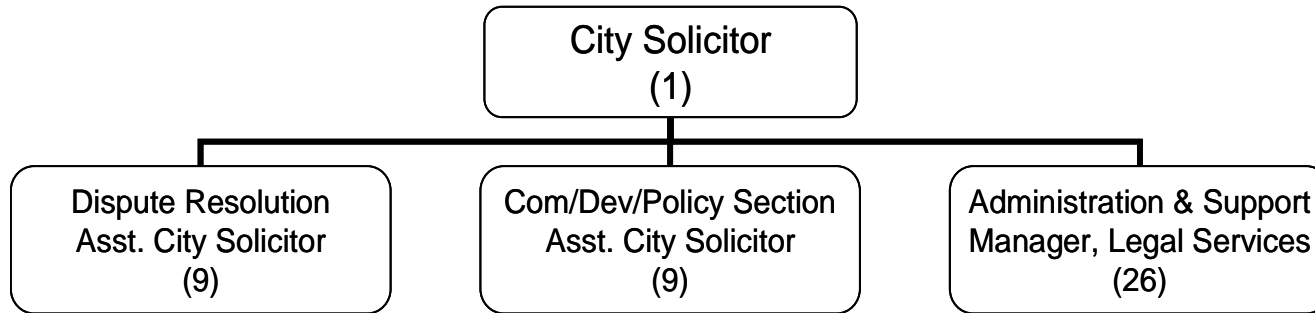 City Solicitor
(1)
Dispute Resolution
Asst. City Solicitor
(9)
Com/Dev/Policy Section
Asst. City Solicitor
(9)
Administration & Support
Manager, Legal Services
(26)